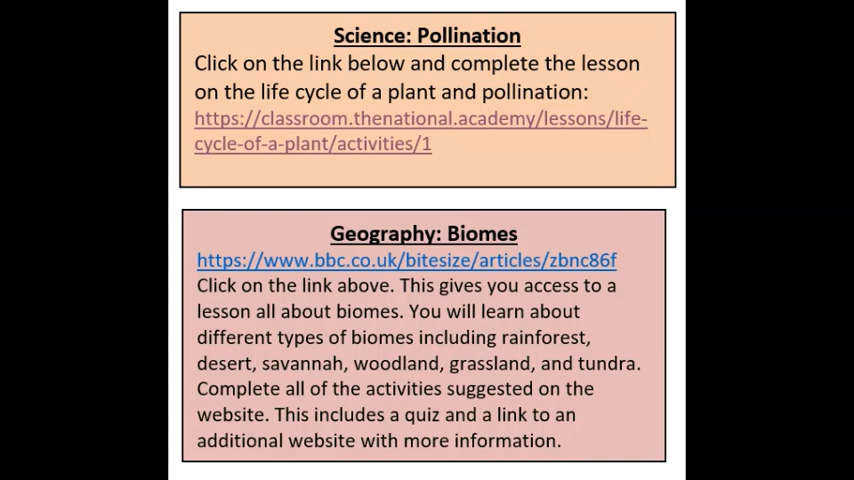 Science: Pollination
Click on the link below and complete the lesson
on the life cycle of a plant and pollination:
https://classroom.thenational.academy/lessons/life-
cycle-of-a-plant/activities/1
Geography: Biomes
https://www.bbc.co.uk/bitesize/articles/zbnc86f
Click on the link above. This gives you access to a
lesson all about biomes. You will learn about
different types of biomes including rainforest,
desert, savannah, woodland, grassland, and tundra.
Complete all of the activities suggested on the
website. This includes a quiz and a link to an
additional website with more information.